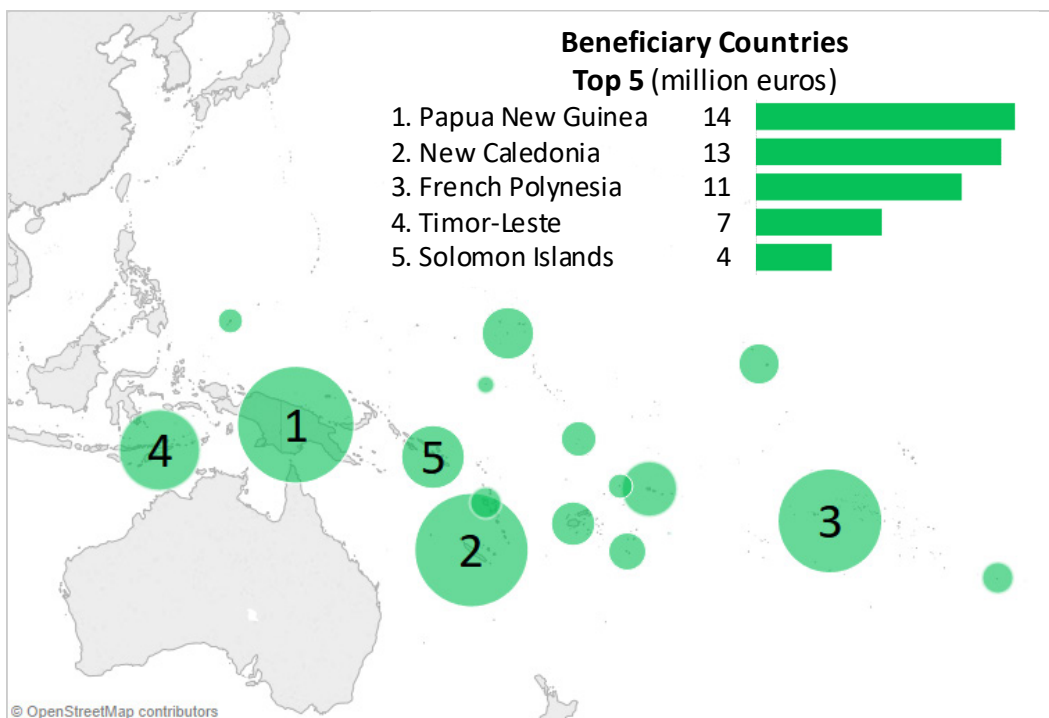 Beneficiary Countries
Top 5 (million euros)
1. Papua New Guinea 14
2. New Caledonia 13
3. French Polynesia 11
4. Timor-Leste 7
5. Solomon Islands 4
1
4
5
2
3
© OpenStreetMap contributors